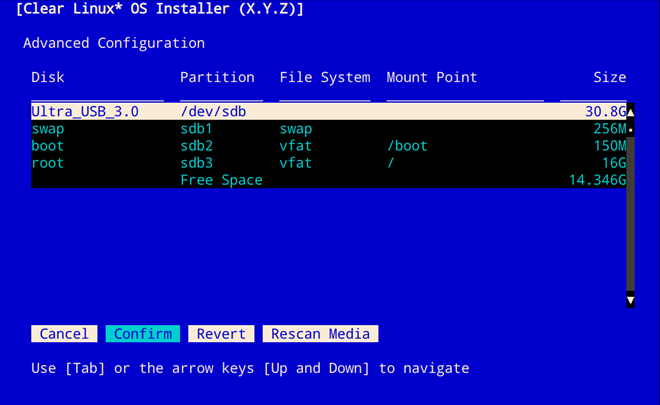 [Clear Linux* OS Installer (X.Y.Z)]
Advanced Configuration
Disk Partition File System Mount Point Size
Ultra_USB_3.0 /dev/sdb 30.8G
swap sdb1 swap 256M
boot sdb2 vfat /boot 150M
root sdb3 vfat / 16G
Free Space 14.346G
Cancel Confirm Revert Rescan Media
Use [Tab] or the arrow keys [Up and Down] to navigate